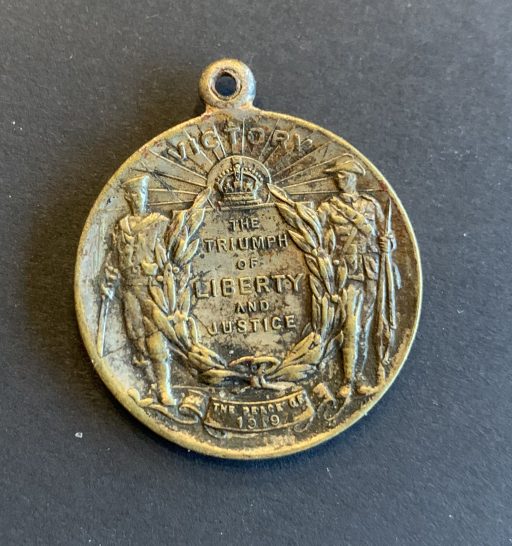 VICTORY
THE
TRIUMPH
OF
LIBERTY
AND
JUSTICE
THE PEACE OF
1919